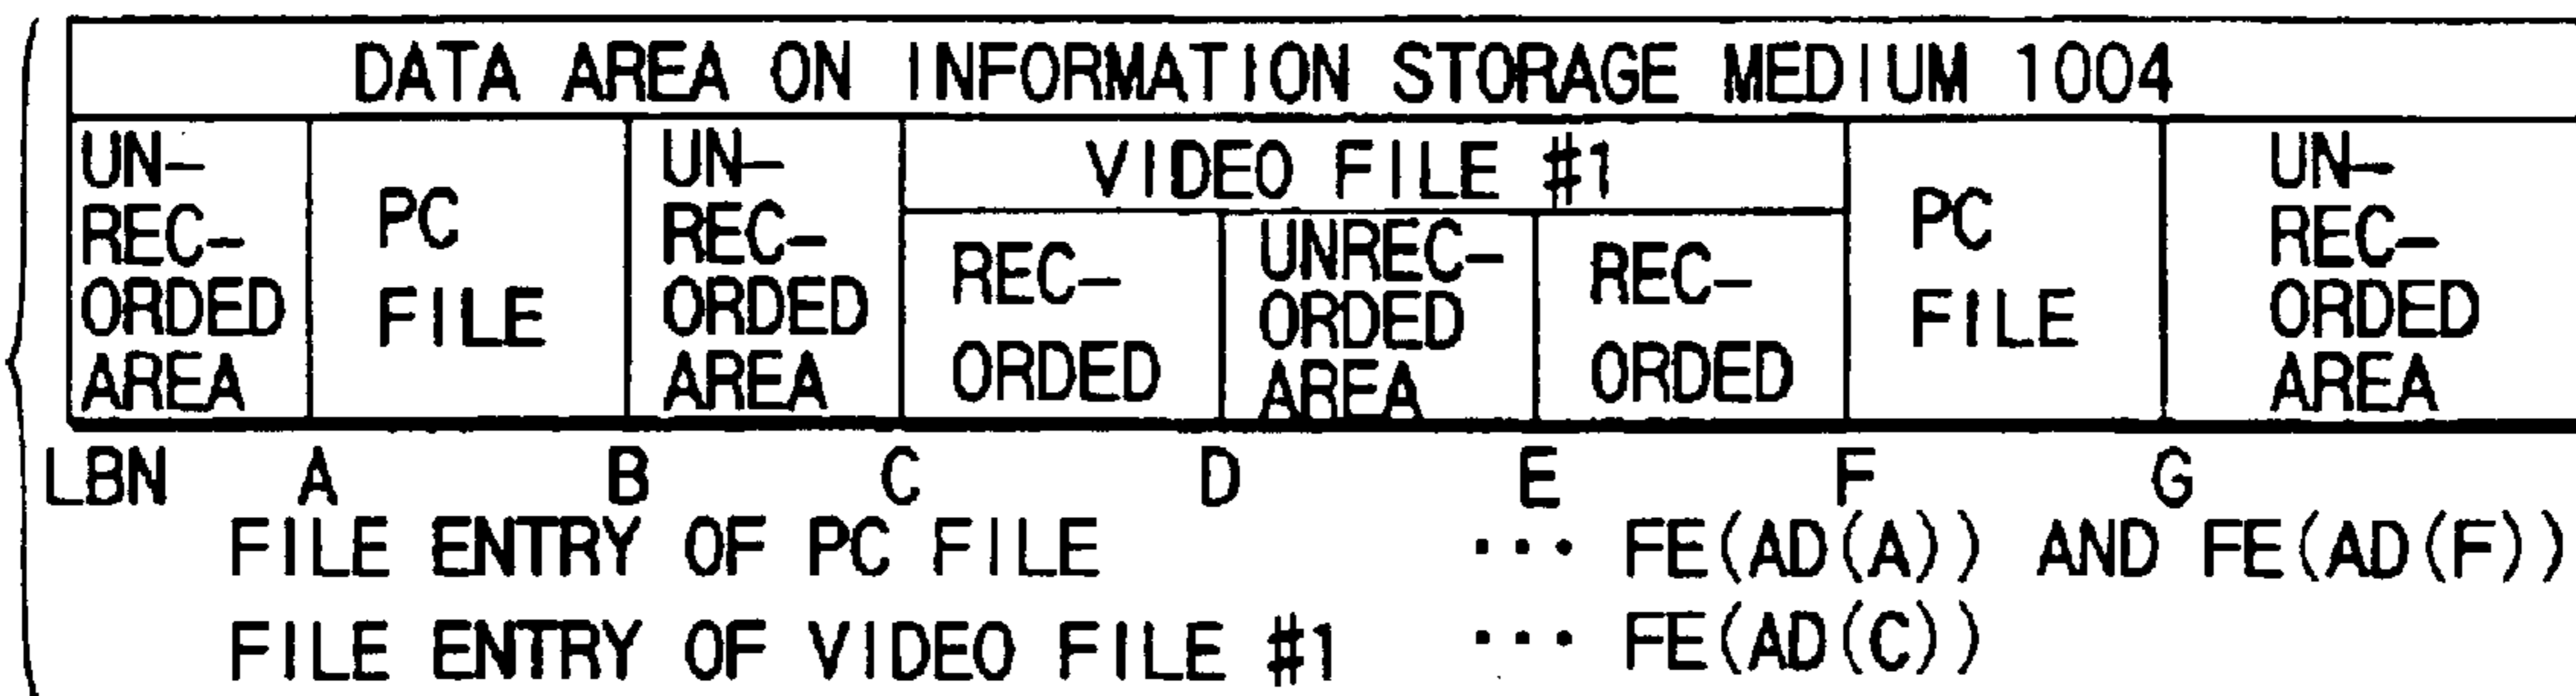 DATA AREA ON INFORMATION STORAGE MEDIUM 1004
UN-
REC-
ORDED
AREA
PC
FILE
UN-
REC-
ORDED
AREA
VIDEO FILE #1
REC-
ORDED
UNREC-
ORDED
AREA
REC-
ORDED
PC
FILE
UN-
REC-
ORDED
AREA
LBN A B C D E F G
FILE ENTRY OF PC FILE ··· FE(AD(A)) AND FE(AD(F))
FILE ENTRY OF VIDEO FILE #1 ··· FE(AD(C))